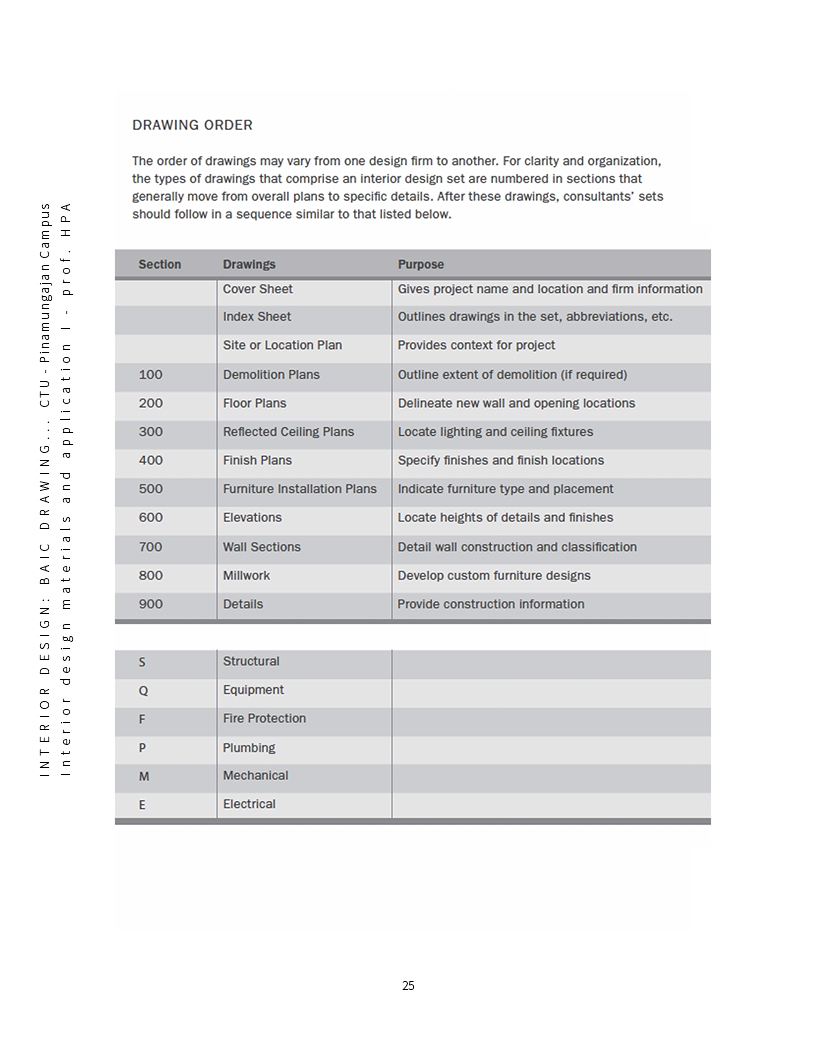 DRAWING ORDER
The order of drawings may vary from one design firm to another. For clarity and organization,
the types of drawings that comprise an interior design set are numbered in sections that
generally move from overall plans to specific details. After these drawings, consultants' sets
should follow in a sequence similar to that listed below.
Section Drawings Purpose
Cover Sheet Gives project name and location and firm information
Index Sheet Outlines drawings in the set, abbreviations, etc.
Site or Location Plan Provides context for project
100 Demolition Plans Outline extent of demolition (if required)
200 Floor Plans Delineate new wall and opening locations
300 Reflected Ceiling Plans Locate lighting and ceiling fixtures
400 Finish Plans Specify finishes and finish locations
500 Furniture Installation Plans Indicate furniture type and placement
600 Elevations Locate heights of details and finishes
700 Wall Sections Detail wall construction and classification
800 Millwork Develop custom furniture designs
900 Details Provide construction information
S Structural
Q Equipment
F Fire Protection
P Plumbing
M Mechanical
E Electrical
INTERIOR DESIGN: BAIC DRAWING... CTU - Pinamungajan Campus
Interior design materials and application I - prof. HPA
25